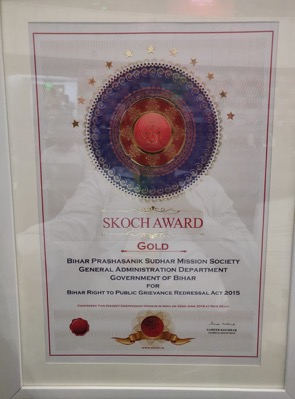 SKOCH AWARD
GOLD
BIHAR PRASHASANIK SUDHAR MISSION SOCIETY
GENERAL ADMINISTRATION DEPARTMENT
GOVERNMENT OF BIHAR
FOR
BIHAR RIGHT TO PUBLIC GRIEVANCE REDRESSAL ACT 2015